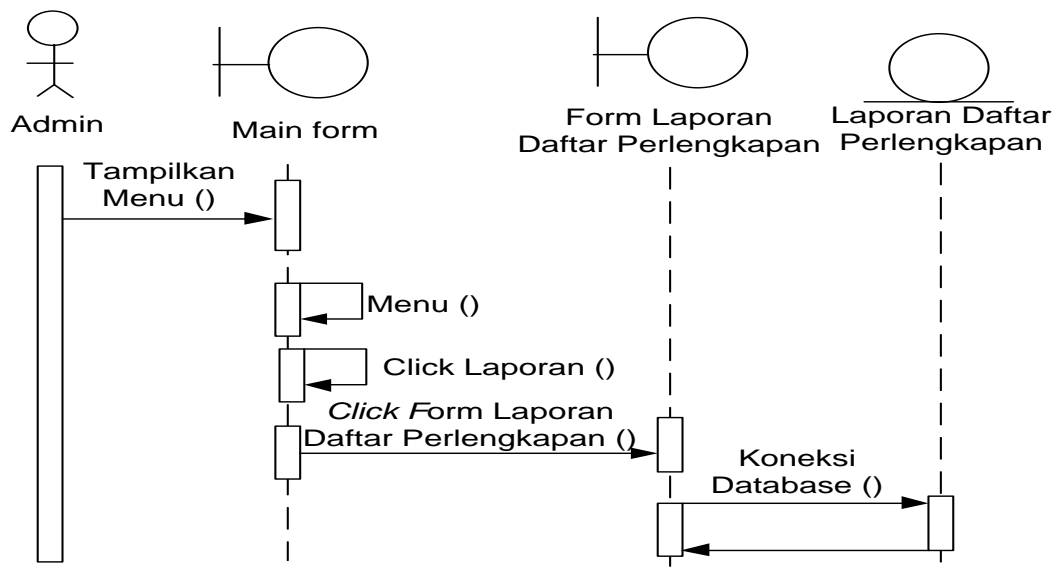 Admin
Main form
Form Laporan
Daftar Perlengkapan
Laporan Daftar
Perlengkapan
Tampilkan
Menu ()
Menu ()
Click Laporan ()
Click Form Laporan
Daftar Perlengkapan ()
Koneksi
Database ()